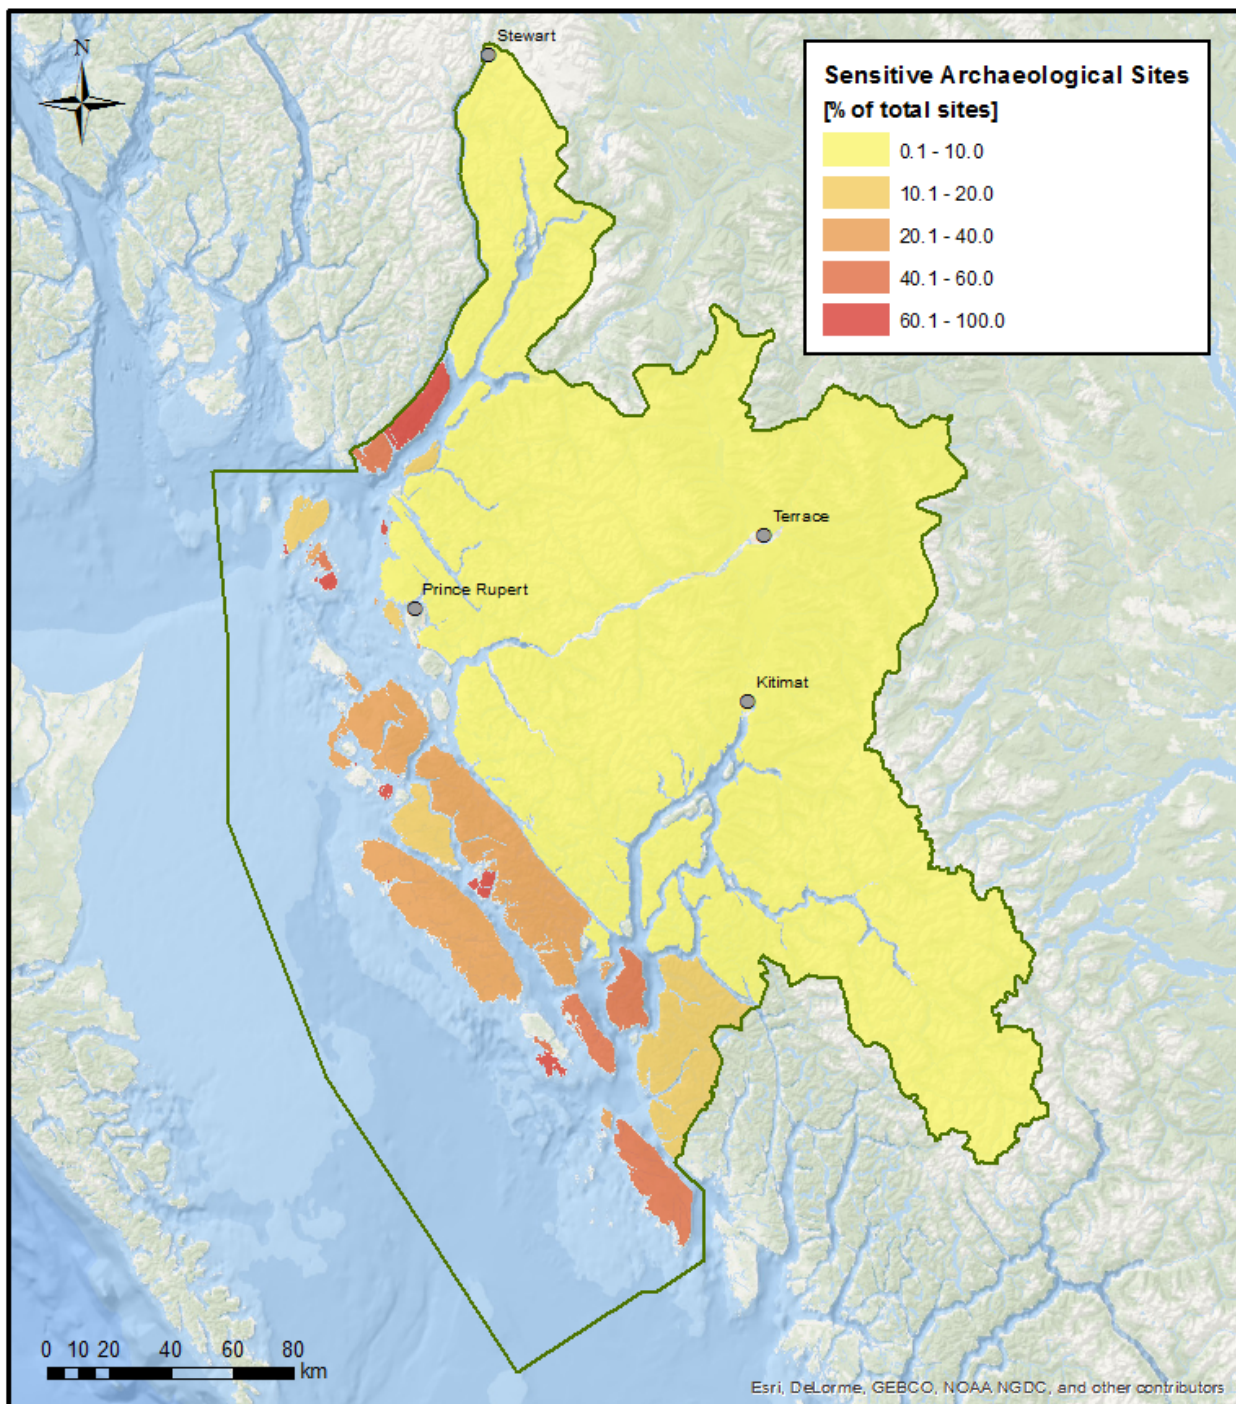 N
Stewart
Sensitive Archaeological Sites
[% of total sites]
0.1 - 10.0
10.1 - 20.0
20.1 - 40.0
40.1 - 60.0
60.1 - 100.0
Terrace
Prince Rupert
Kitimat
0 10 20 40 60 80
km
Esri, DeLorme, GEBCO, NOAA NGDC, and other contributors